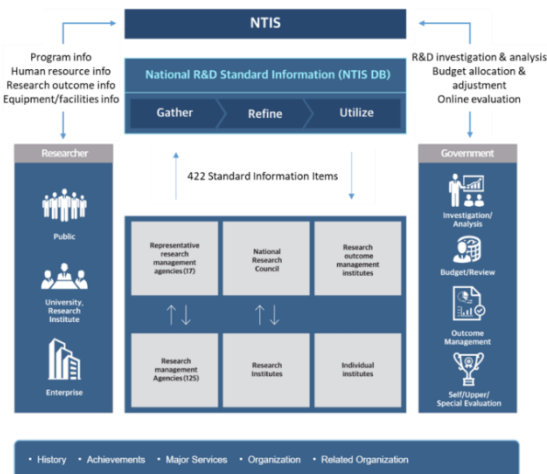 NTIS
Program info
Human resource info
Research outcome info
Equipment/facilities info
R&D investigation & analysis
Budget allocation &
adjustment
Online evaluation
National R&D Standard Information (NTIS DB)
Gather
Refine
Utilize
422 Standard Information Items
Researcher
Public
University,
Research
Institute
Enterprise
Representative
research
management
agencies (17)
National
Research
Council
Research
outcome
management
institutes
Research
management
Agencies (125)
Research
Institutes
Individual
institutes
Government
Investigation/
Analysis
Budget/Review
Outcome
Management
Self/Upper/
Special Evaluation
• History • Achievements • Major Services • Organization • Related Organization